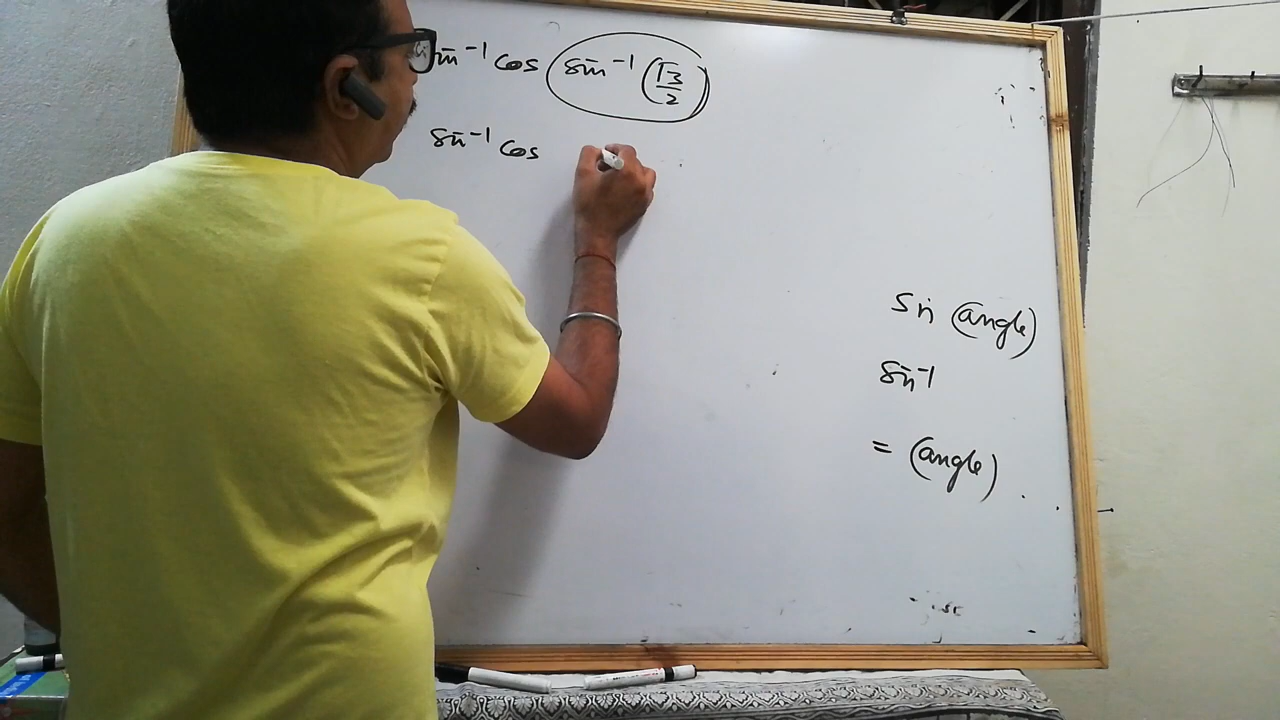 sin⁻¹ cos (sin⁻¹ (√3/2))
sin⁻¹ cos
sin (angle)
sin⁻¹
= (angle)